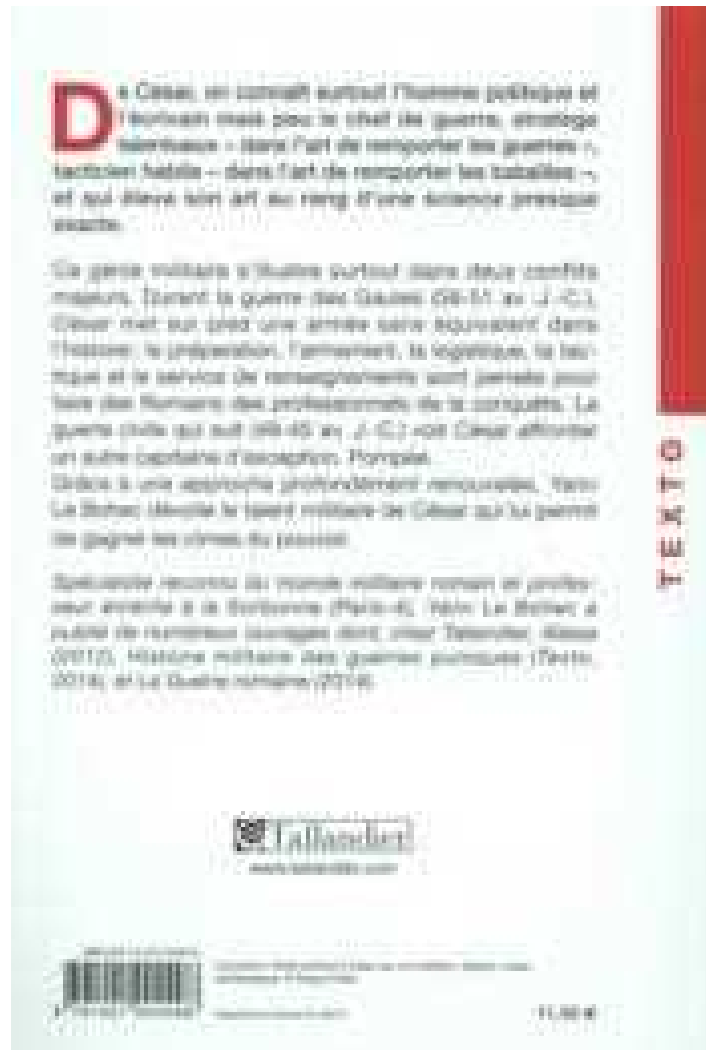 De César, on connaît surtout l'homme politique et
l'écrivain mais peu le chef de guerre, stratège
– dans l'art de remporter les guerres –,
tacticien habile – dans l'art de remporter les batailles –,
et qui élève son art au rang d'une science presque
exacte.
Ce génie militaire s'illustre surtout dans deux conflits
majeurs. Durant la guerre des Gaules (58-51 av. J.-C.),
César met sur pied une armée sans équivalent dans
l'histoire : la préparation, l'armement, la logistique, la tac-
tique et le service de renseignements sont pensés pour
faire des Romains des professionnels de la conquête. La
guerre civile qui suit (49-45 av. J.-C.) voit César affronter
un autre capitaine d'exception, Pompée.
Grâce à une approche profondément renouvelée, Yann
Le Bohec dévoile le talent militaire de César qui lui permit
de gagner les cimes du pouvoir.
Spécialiste reconnu du monde militaire romain et profes-
seur émérite à la Sorbonne (Paris-4), Yann Le Bohec a
publié de nombreux ouvrages dont, chez Tallandier, Alésia
(2012), Histoire militaire des guerres puniques (Texto,
2014), et La Guerre romaine (2014).
TEXTO
Tallandier
www.tallandier.com